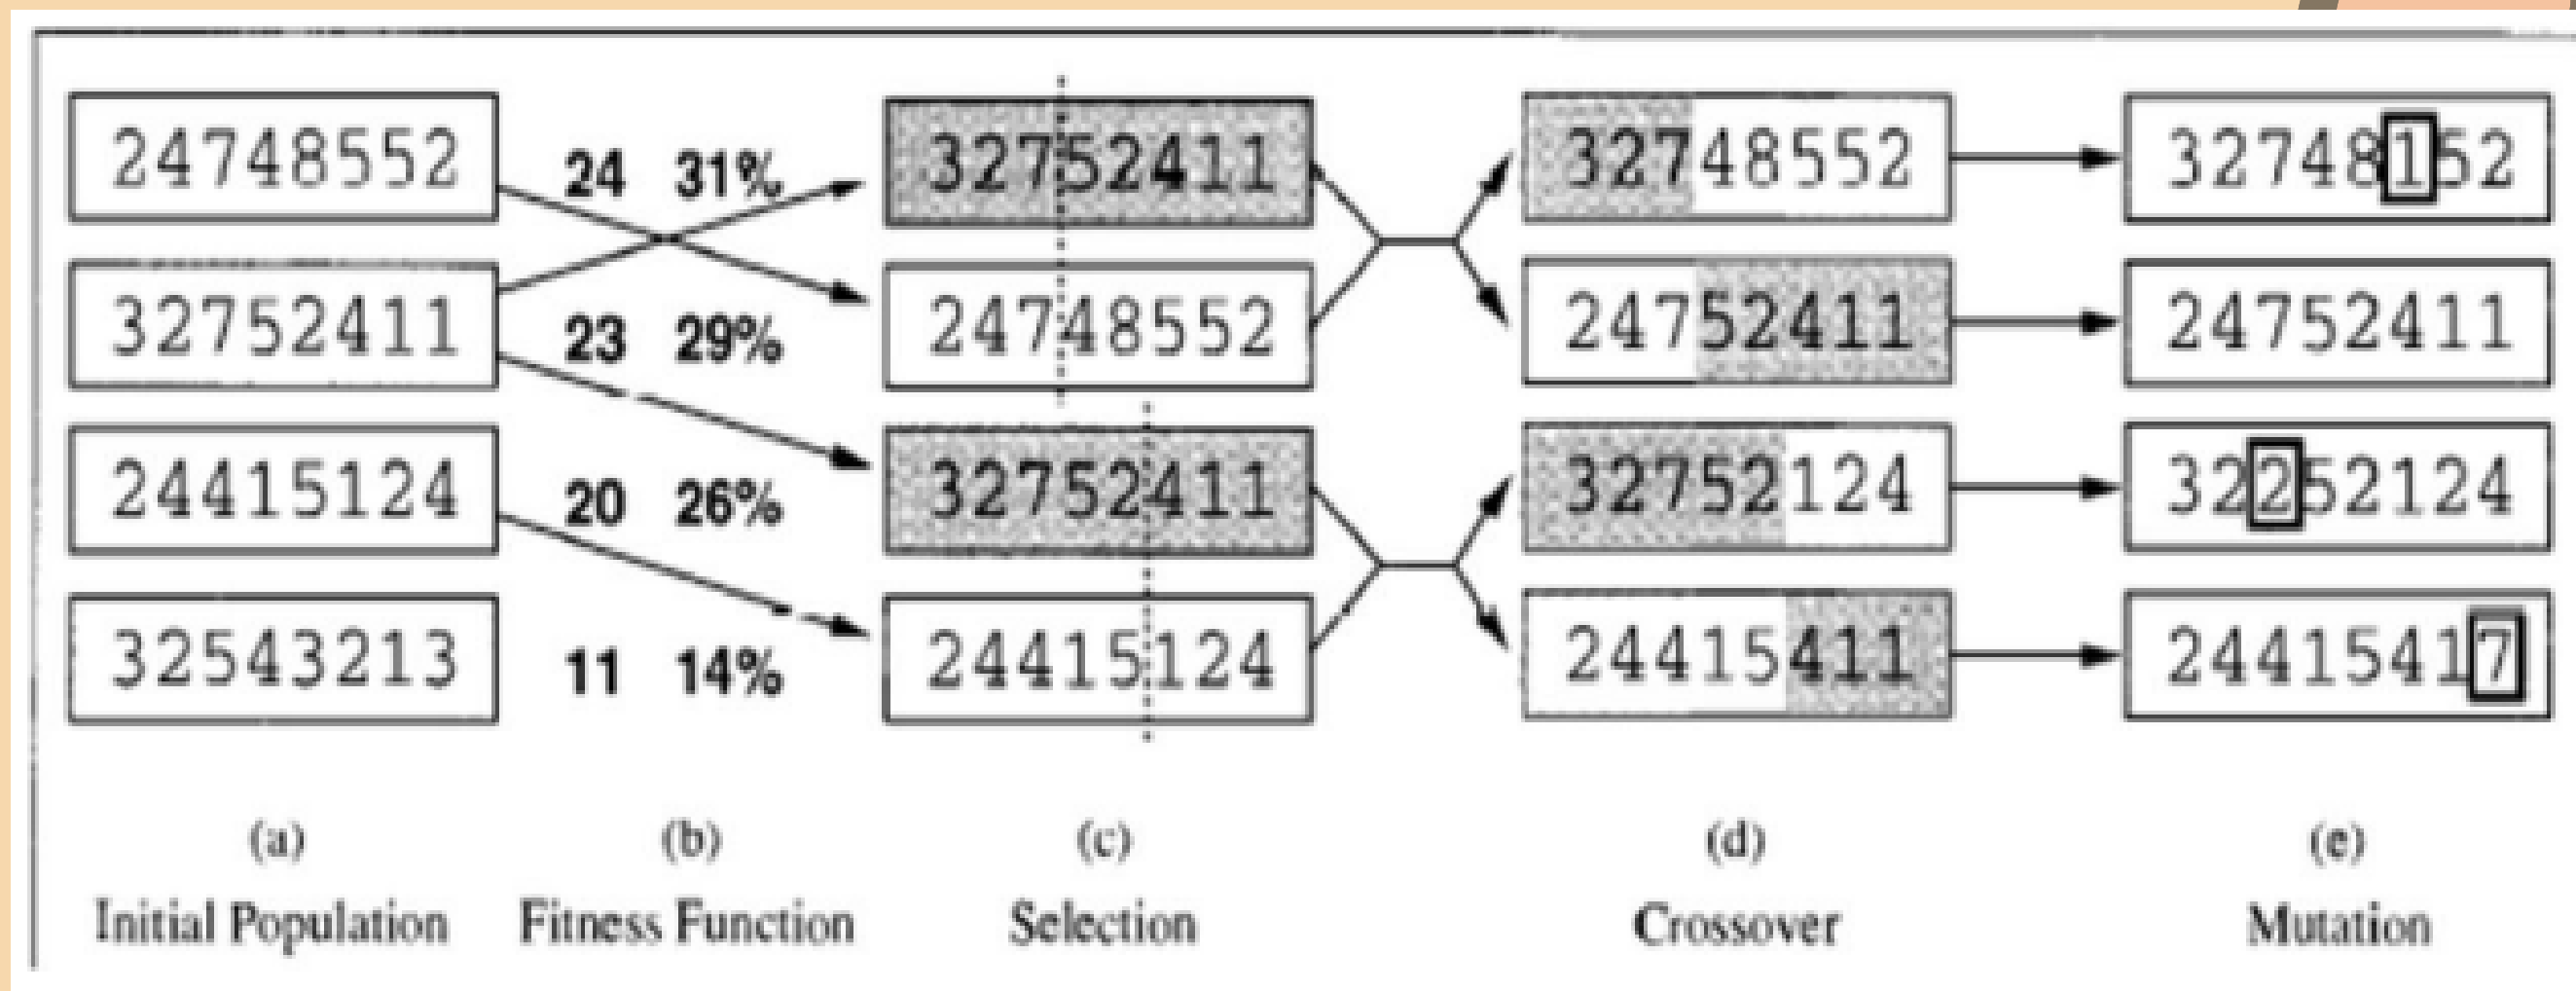 24748552 24 31% 32752411 32748552 32748152
32752411 23 29% 24748552 24752411 24752411
24415124 20 26% 32752411 32752124 32252124
32543213 11 14% 24415124 24415411 24415417
(a) (b) (c) (d) (e)
Initial Population Fitness Function Selection Crossover Mutation